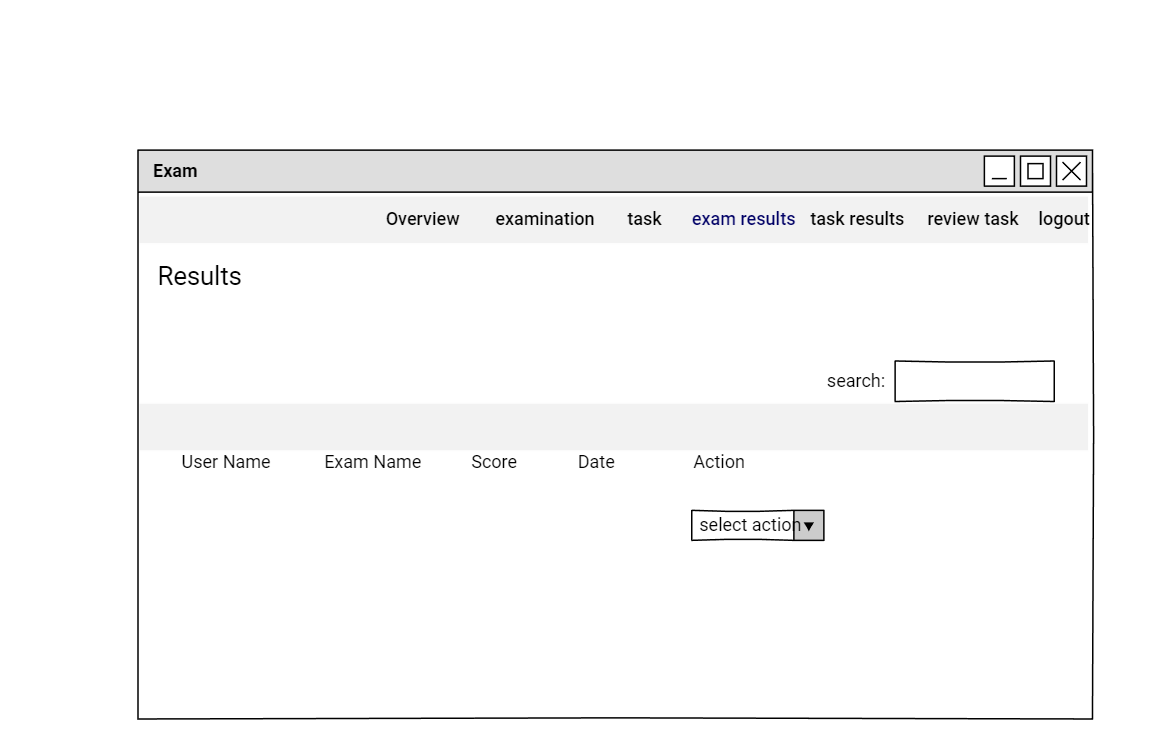 Exam
Overview examination task exam results task results review task logout
Results
search:
User Name Exam Name Score Date Action
select action